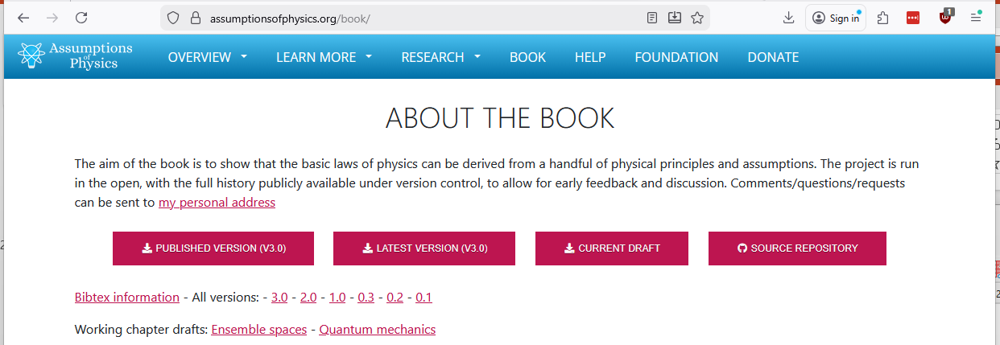 assumptionsofphysics.org/book/
Sign in
1
Assumptions
of
Physics
OVERVIEW
LEARN MORE
RESEARCH
BOOK
HELP
FOUNDATION
DONATE
ABOUT THE BOOK
The aim of the book is to show that the basic laws of physics can be derived from a handful of physical principles and assumptions. The project is run
in the open, with the full history publicly available under version control, to allow for early feedback and discussion. Comments/questions/requests
can be sent to my personal address
PUBLISHED VERSION (V3.0)
LATEST VERSION (V3.0)
CURRENT DRAFT
SOURCE REPOSITORY
Bibtex information - All versions: - 3.0 - 2.0 - 1.0 - 0.3 - 0.2 - 0.1
Working chapter drafts: Ensemble spaces - Quantum mechanics